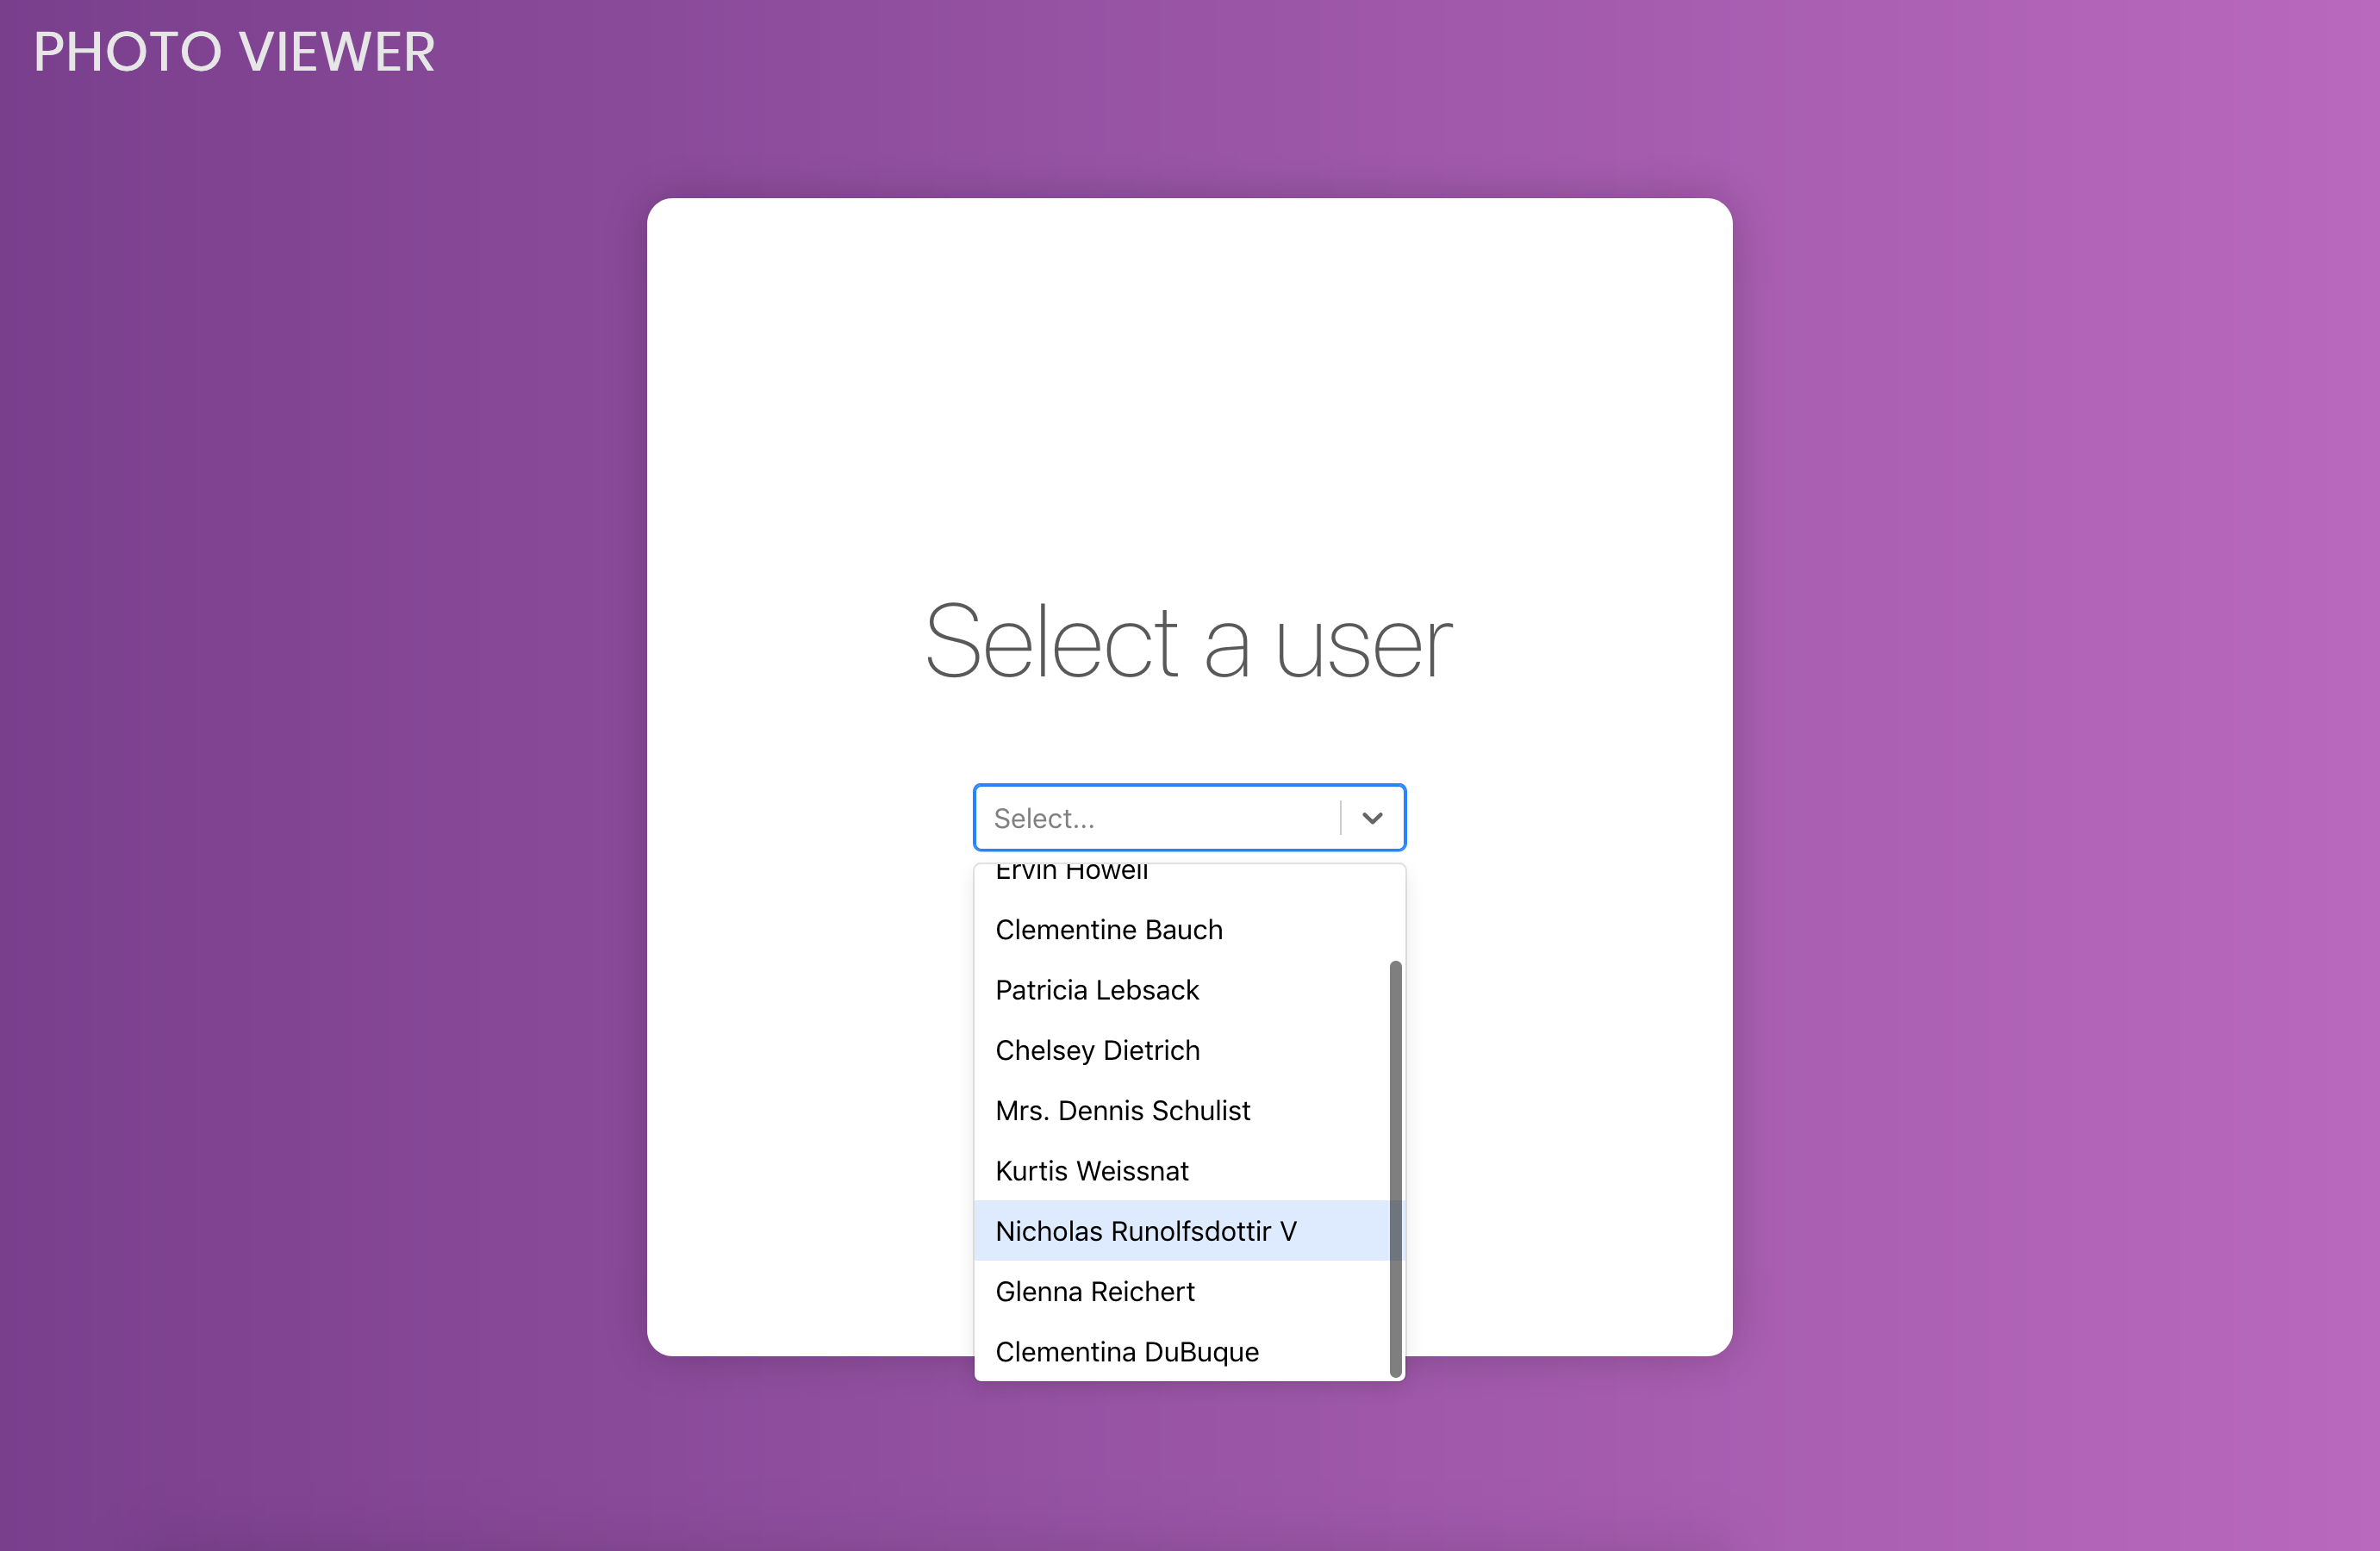 PHOTO VIEWER
Select a user
Select...
Ervin Howell
Clementine Bauch
Patricia Lebsack
Chelsey Dietrich
Mrs. Dennis Schulist
Kurtis Weissnat
Nicholas Runolfsdottir V
Glenna Reichert
Clementina DuBuque